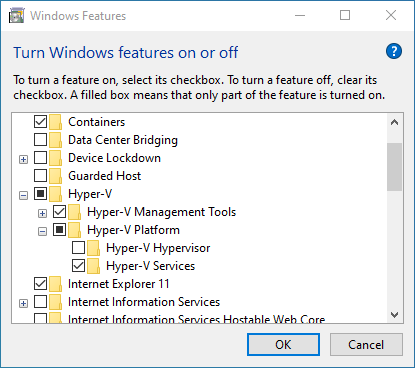 Windows Features
Turn Windows features on or off
To turn a feature on, select its checkbox. To turn a feature off, clear its
checkbox. A filled box means that only part of the feature is turned on.
Containers
Data Center Bridging
Device Lockdown
Guarded Host
Hyper-V
Hyper-V Management Tools
Hyper-V Platform
Hyper-V Hypervisor
Hyper-V Services
Internet Explorer 11
Internet Information Services
Internet Information Services Hostable Web Core
OK
Cancel